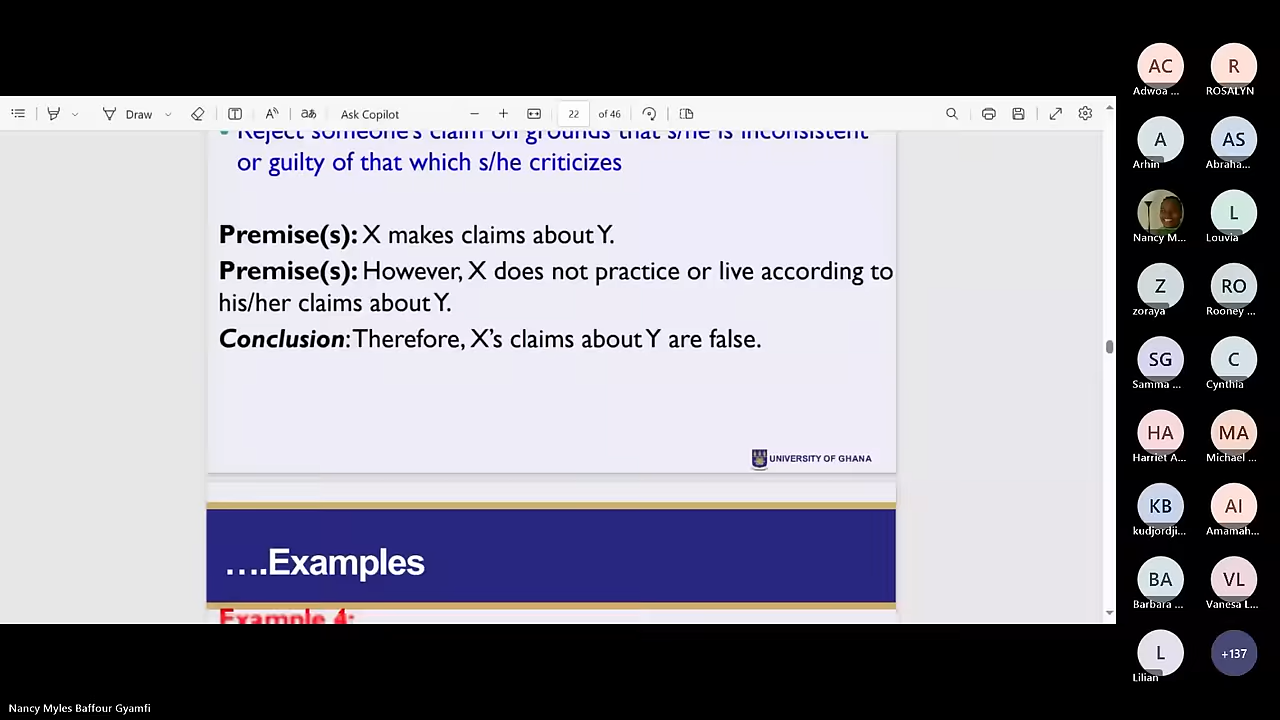 Draw
Ask Copilot
22 of 46
Reject someone's claim on grounds that s/he is inconsistent
or guilty of that which s/he criticizes
Premise(s): X makes claims about Y.
Premise(s): However, X does not practice or live according to
his/her claims about Y.
Conclusion: Therefore, X's claims about Y are false.
UNIVERSITY OF GHANA
....Examples
Example 4:
AC
R
Adwoa ...
ROSALYN
A
AS
Arhin
Abraha...
L
Nancy M...
Louvia
Z
RO
zoraya
Rooney ...
SG
C
Samma ...
Cynthia
HA
MA
Harriet A...
Michael ...
KB
AI
kudjordji...
Amamah...
BA
VL
Barbara ...
Vanesa L...
L
+137
Lilian
Nancy Myles Baffour Gyamfi